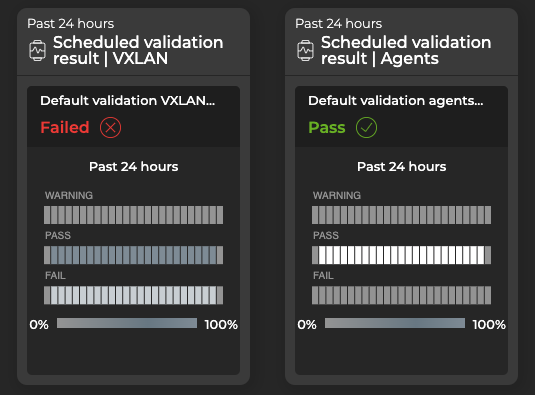 Past 24 hours
Scheduled validation
result | VXLAN
Default validation VXLAN...
Failed
Past 24 hours
WARNING
PASS
FAIL
0% 100%
Past 24 hours
Scheduled validation
result | Agents
Default validation agents...
Pass
Past 24 hours
WARNING
PASS
FAIL
0% 100%